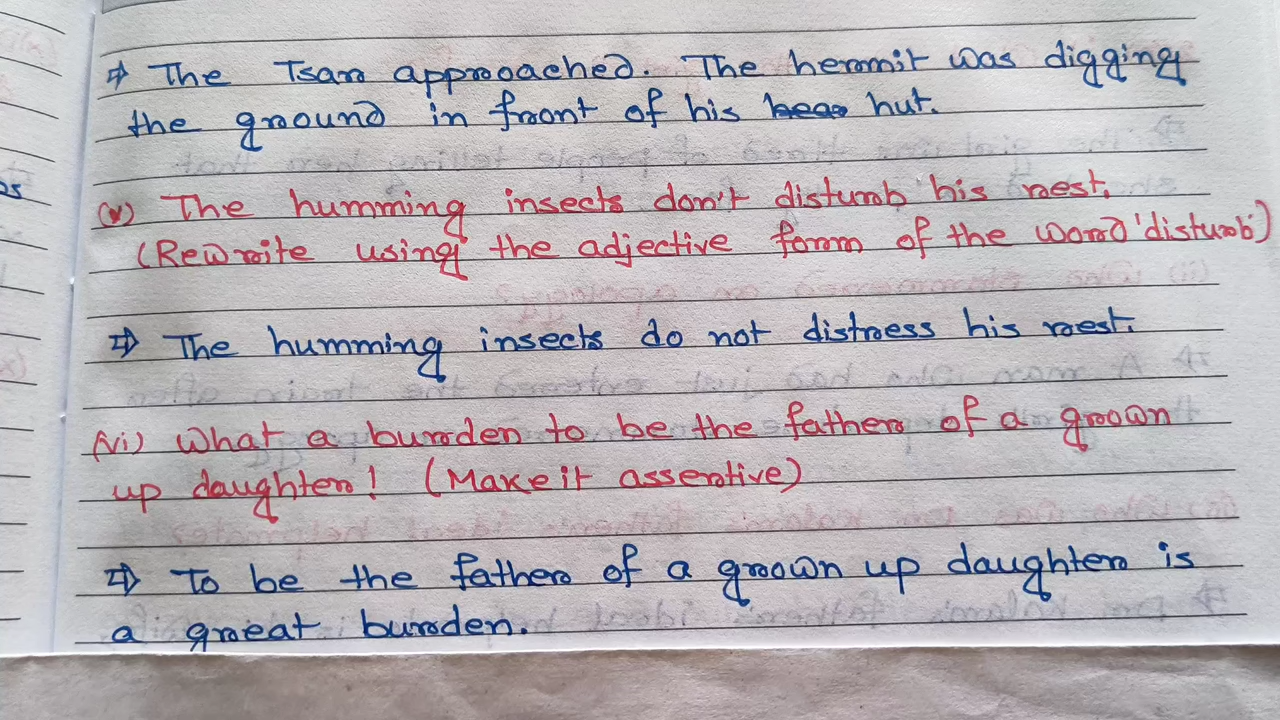 ⇒ The Tsar approached. The hermit was digging
the ground in front of his hut.
(v) The humming insects don't disturb his rest.
(Rewrite using the adjective form of the word 'disturb')
⇒ The humming insects do not distress his rest.
(vi) What a burden to be the father of a grown
up daughter! (Make it assertive)
⇒ To be the father of a grown up daughter is
a great burden.